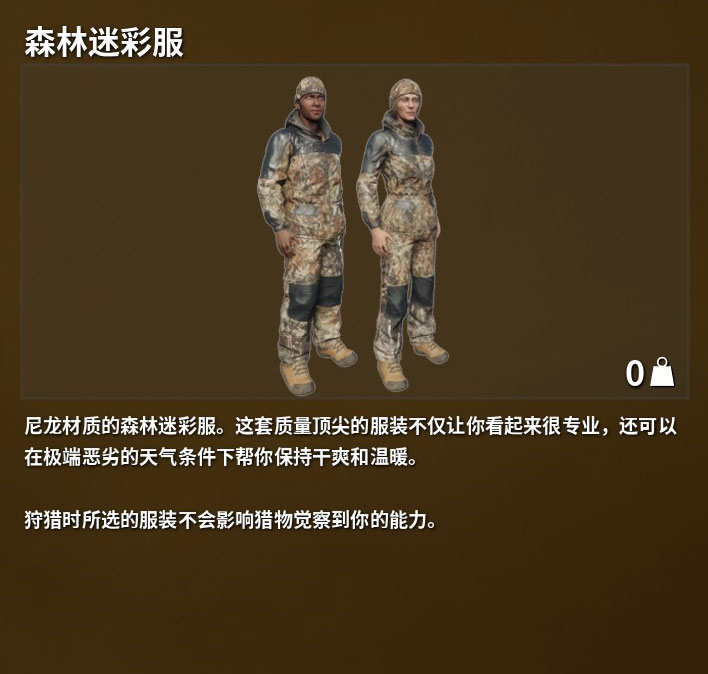 森林迷彩服
0
尼龙材质的森林迷彩服。这套质量顶尖的服装不仅让你看起来很专业，还可以
在极端恶劣的天气条件下帮你保持干爽和温暖。
狩猎时所选的服装不会影响猎物觉察到你的能力。